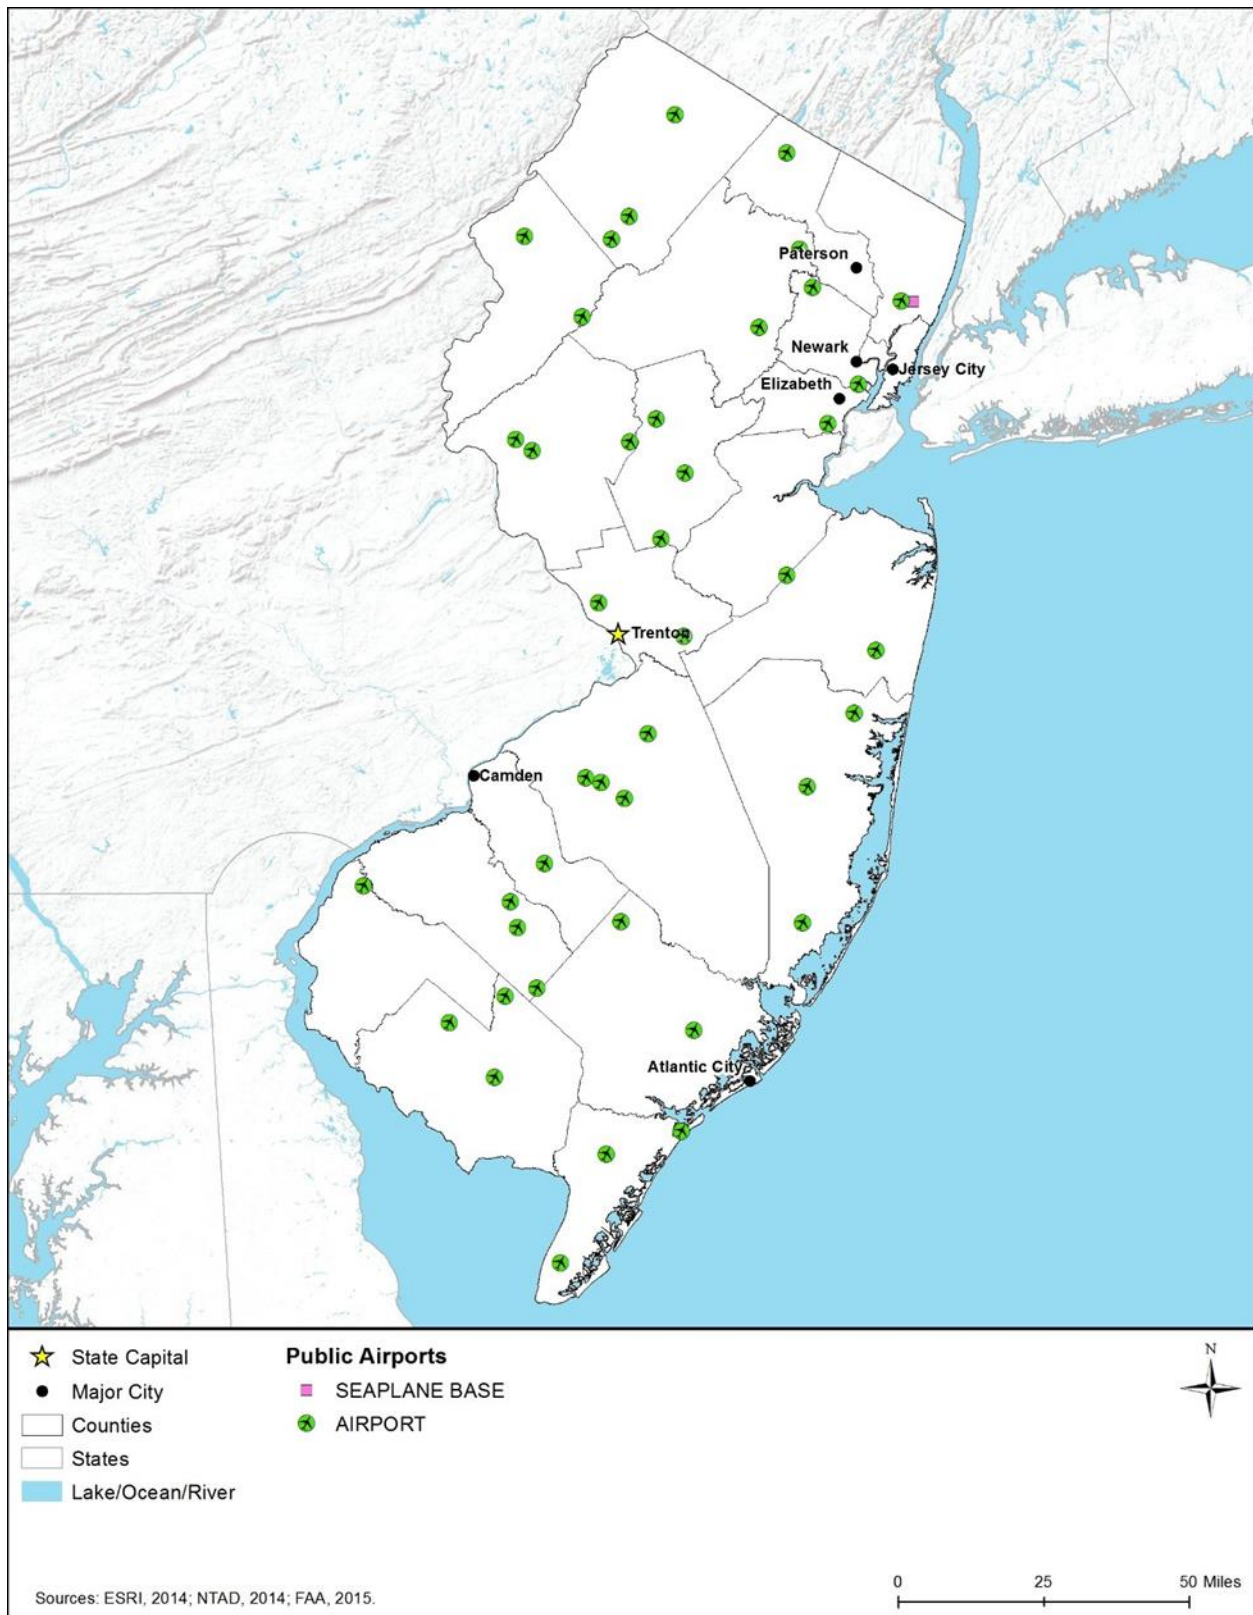 Paterson
Newark
Jersey City
Elizabeth
Trenton
Camden
Atlantic City
State Capital
Major City
Counties
States
Lake/Ocean/River
Public Airports
SEAPLANE BASE
AIRPORT
N
Sources: ESRI, 2014; NTAD, 2014; FAA, 2015.
0 25 50 Miles